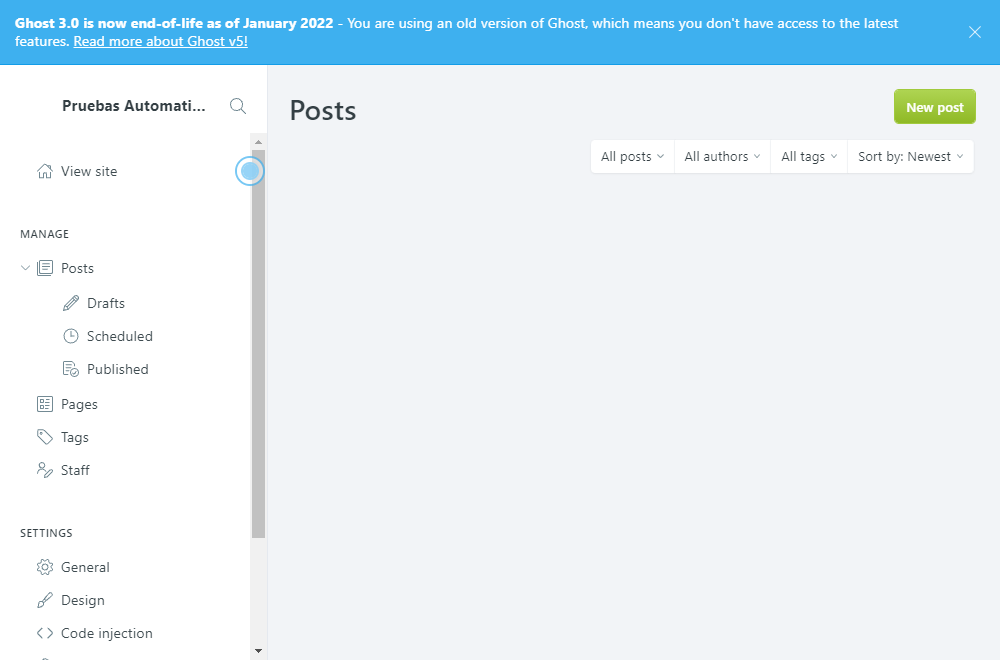 Ghost 3.0 is now end-of-life as of January 2022 - You are using an old version of Ghost, which means you don't have access to the latest
features. Read more about Ghost v5!
Pruebas Automati...
View site
MANAGE
Posts
Drafts
Scheduled
Published
Pages
Tags
Staff
SETTINGS
General
Design
Code injection
Posts
New post
All posts
All authors
All tags
Sort by: Newest